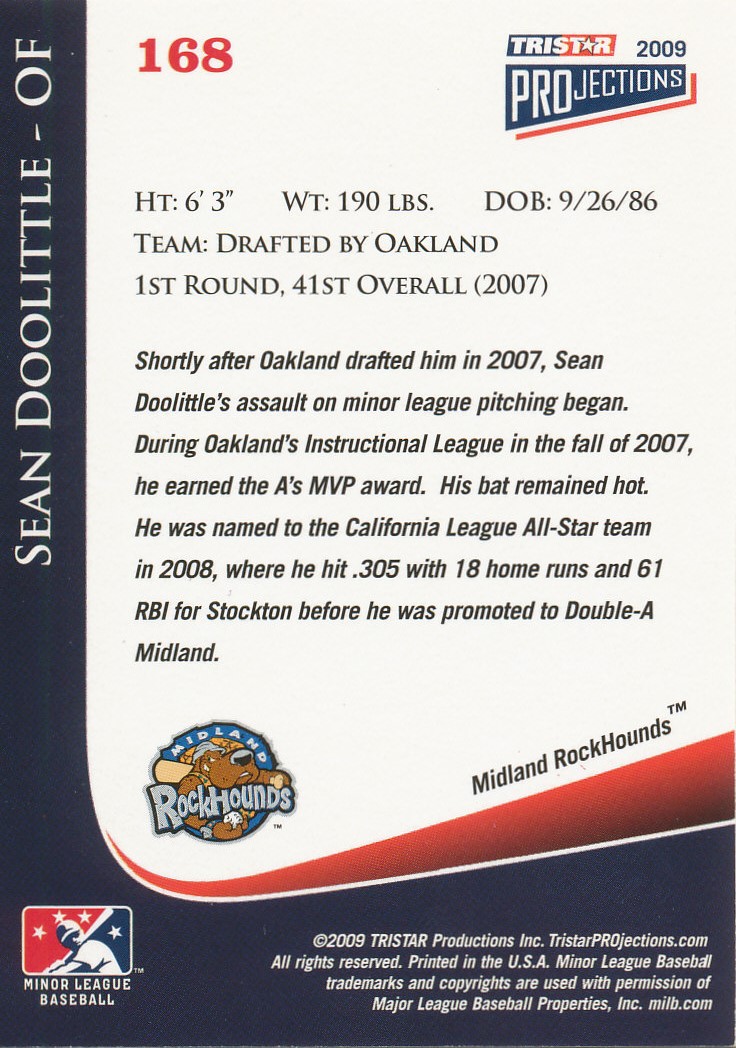 168
TRISTAR 2009
PROJECTIONS
SEAN DOOLITTLE - OF
HT: 6' 3" WT: 190 LBS. DOB: 9/26/86
TEAM: DRAFTED BY OAKLAND
1ST ROUND, 41ST OVERALL (2007)
Shortly after Oakland drafted him in 2007, Sean
Doolittle's assault on minor league pitching began.
During Oakland's Instructional League in the fall of 2007,
he earned the A's MVP award. His bat remained hot.
He was named to the California League All-Star team
in 2008, where he hit .305 with 18 home runs and 61
RBI for Stockton before he was promoted to Double-A
Midland.
Midland RockHounds™
MIDLAND
ROCKHOUNDS™
MINOR LEAGUE™
BASEBALL
©2009 TRISTAR Productions Inc. TristarPROjections.com
All rights reserved. Printed in the U.S.A. Minor League Baseball
trademarks and copyrights are used with permission of
Major League Baseball Properties, Inc. milb.com